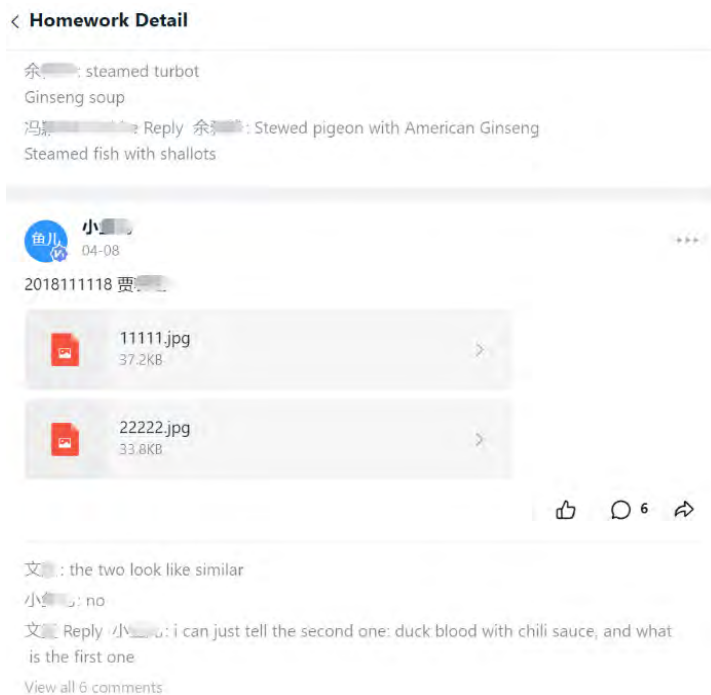 Homework Detail
余 : steamed turbot
Ginseng soup
冯 e Reply 余 : Stewed pigeon with American Ginseng
Steamed fish with shallots
小
鱼儿
04-08
2018111118 贾
11111.jpg
37.2KB
22222.jpg
33.8KB
6
文 : the two look like similar
小 : no
文 Reply 小 : i can just tell the second one: duck blood with chili sauce, and what
is the first one
View all 6 comments